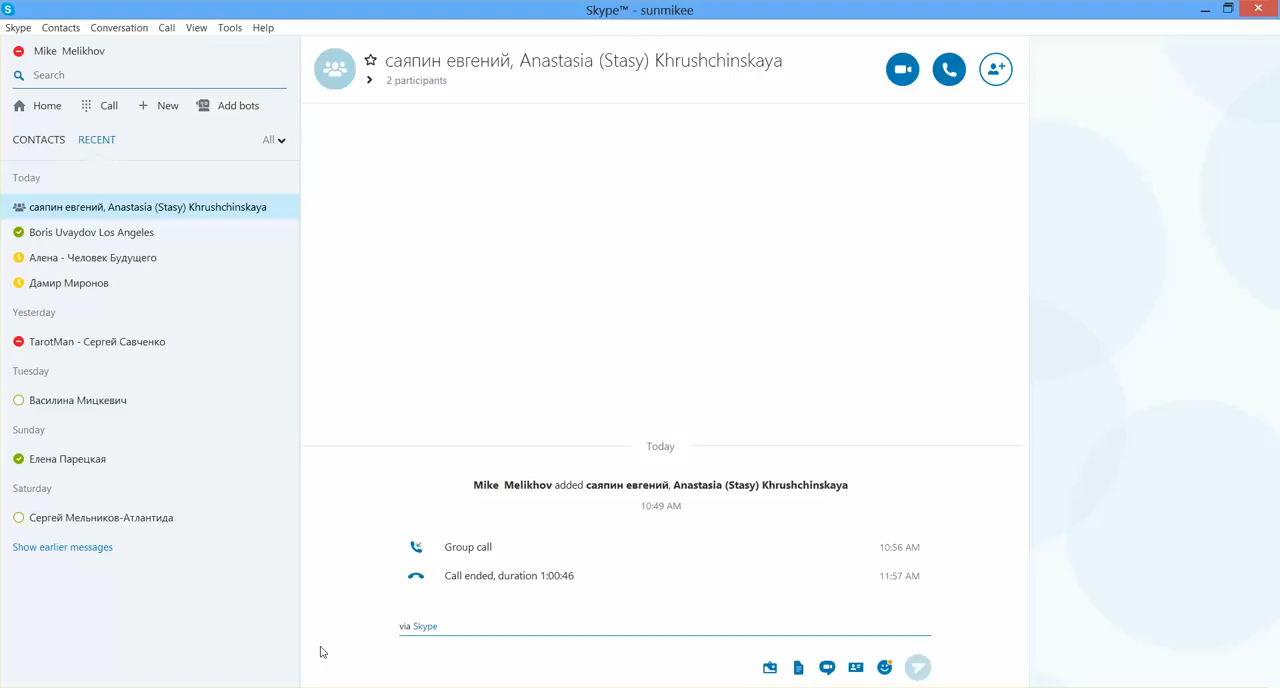 Skype™ - sunmikee
Skype Contacts Conversation Call View Tools Help
Mike Melikhov
Search
Home Call New Add bots
CONTACTS RECENT All
Today
саяпин евгений, Anastasia (Stasy) Khrushchinskaya
Boris Uvaydov Los Angeles
Алена - Человек Будущего
Дамир Миронов
Yesterday
TarotMan - Сергей Савченко
Tuesday
Василина Мицкевич
Sunday
Елена Парецкая
Saturday
Сергей Мельников-Атлантида
Show earlier messages
саяпин евгений, Anastasia (Stasy) Khrushchinskaya
2 participants
Today
Mike Melikhov added саяпин евгений, Anastasia (Stasy) Khrushchinskaya
10:49 AM
Group call 10:56 AM
Call ended, duration 1:00:46 11:57 AM
via Skype